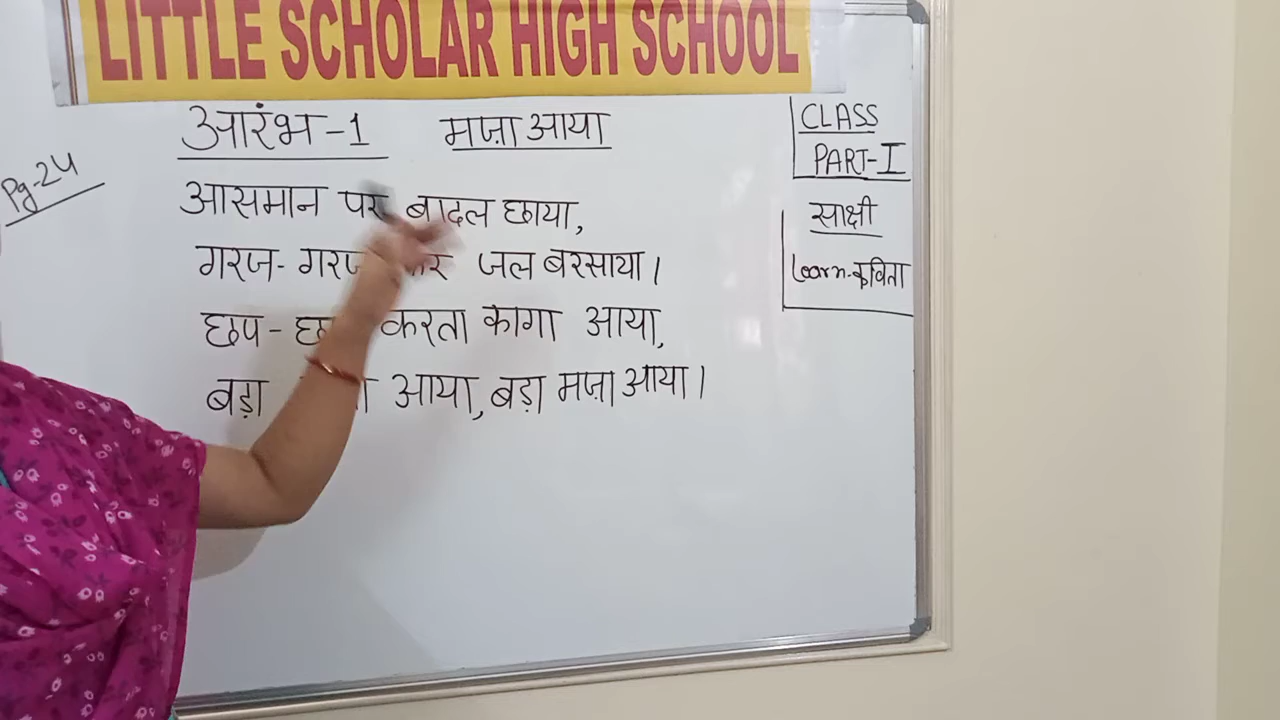 LITTLE SCHOLAR HIGH SCHOOL
आरंभ-1 मज़ा आया
Pg-24
आसमान पर बादल छाया,
गरज- गरज कर जल बरसाया।
छप- करता कागा आया,
बड़ा आया, बड़ा मज़ा आया।
CLASS
PART-I
साक्षी
Learn-कविता